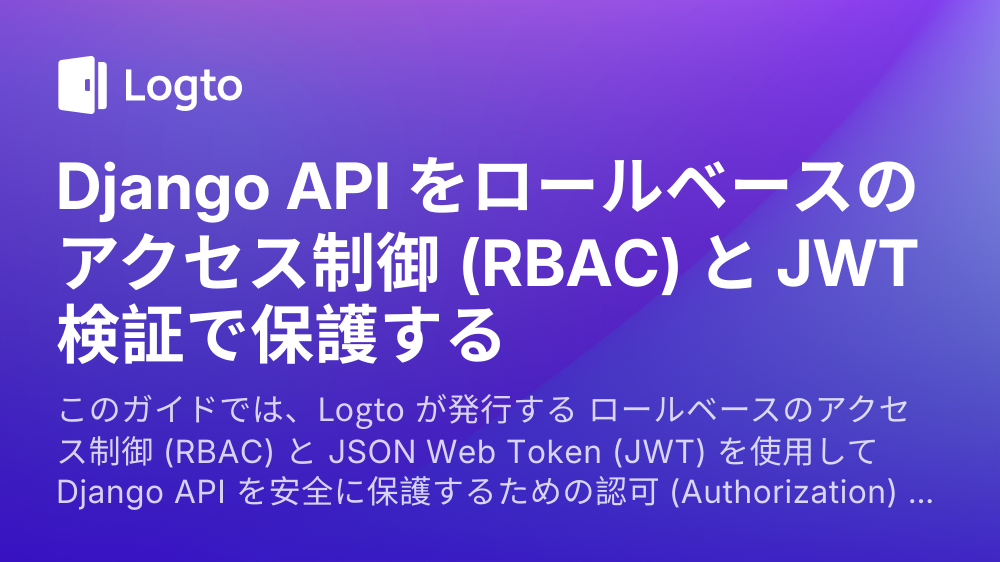 Logto
Django API をロールベースの
アクセス制御 (RBAC) と JWT
検証で保護する
このガイドでは、Logto が発行する ロールベースのアクセ
ス制御 (RBAC) と JSON Web Token (JWT) を使用して
Django API を安全に保護するための認可 (Authorization) ...